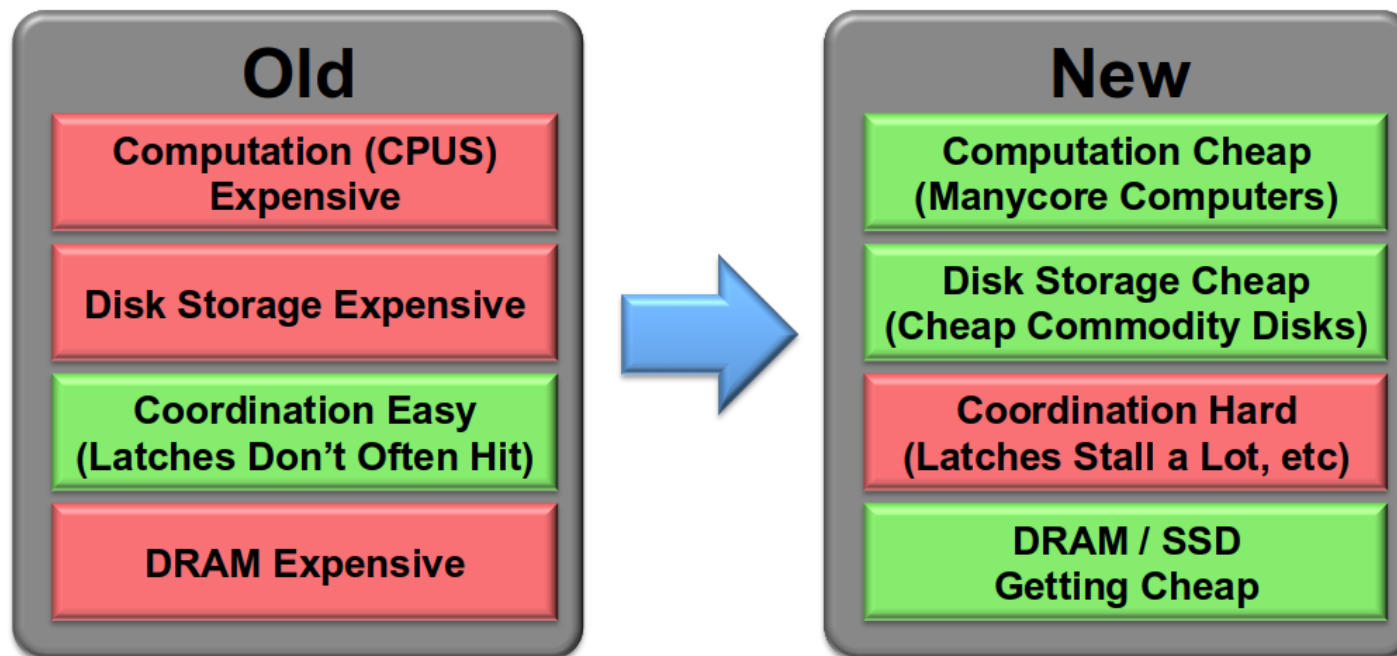 Old
Computation (CPUS)
Expensive
Disk Storage Expensive
Coordination Easy
(Latches Don't Often Hit)
DRAM Expensive
New
Computation Cheap
(Manycore Computers)
Disk Storage Cheap
(Cheap Commodity Disks)
Coordination Hard
(Latches Stall a Lot, etc)
DRAM / SSD
Getting Cheap